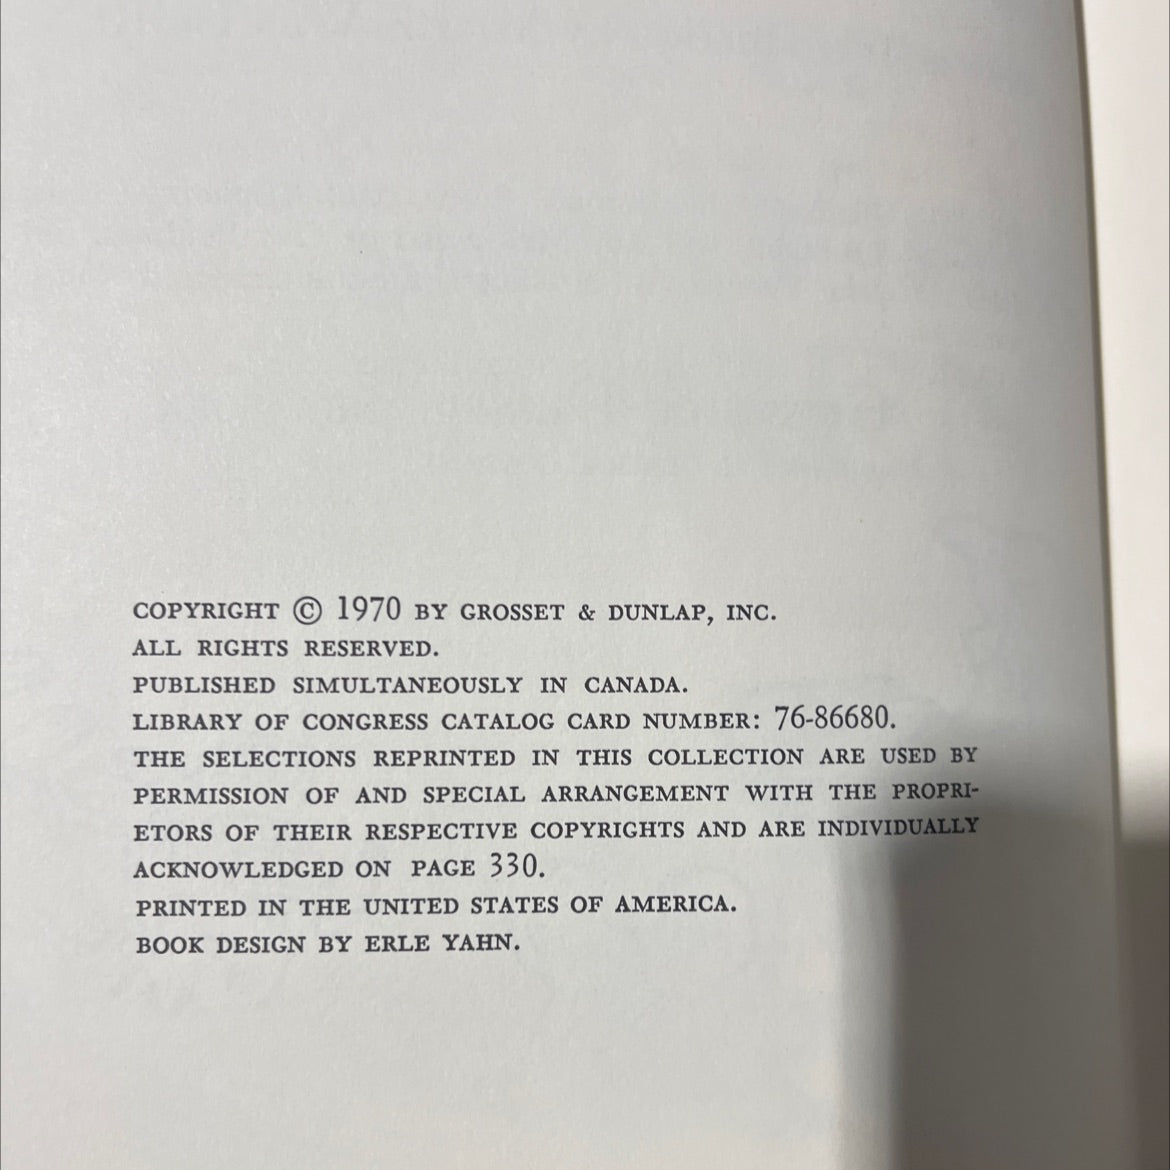 COPYRIGHT © 1970 BY GROSSET & DUNLAP, INC.
ALL RIGHTS RESERVED.
PUBLISHED SIMULTANEOUSLY IN CANADA.
LIBRARY OF CONGRESS CATALOG CARD NUMBER: 76-86680.
THE SELECTIONS REPRINTED IN THIS COLLECTION ARE USED BY
PERMISSION OF AND SPECIAL ARRANGEMENT WITH THE PROPRI-
ETORS OF THEIR RESPECTIVE COPYRIGHTS AND ARE INDIVIDUALLY
ACKNOWLEDGED ON PAGE 330.
PRINTED IN THE UNITED STATES OF AMERICA.
BOOK DESIGN BY ERLE YAHN.